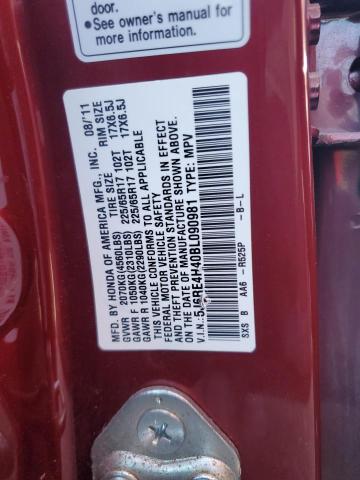 door.
•See owner's manual for
more information.
MFD. BY HONDA OF AMERICA MFG., INC. 08/'11
TIRE SIZE RIM SIZE
GVWR 2070KG(4560LBS) 225/65R17 102T 17X6.5J
GAWR F 1050KG(2310LBS) 225/65R17 102T 17X6.5J
GAWR R 1040KG(2290LBS)
THIS VEHICLE CONFORMS TO ALL APPLICABLE
FEDERAL MOTOR VEHICLE SAFETY
AND THEFT PREVENTION STANDARDS IN EFFECT
ON THE DATE OF MANUFACTURE SHOWN ABOVE.
V.I.N.: 5J6RE4H40BL090981 TYPE: MPV
SXS B AA6 -R525P -B-L